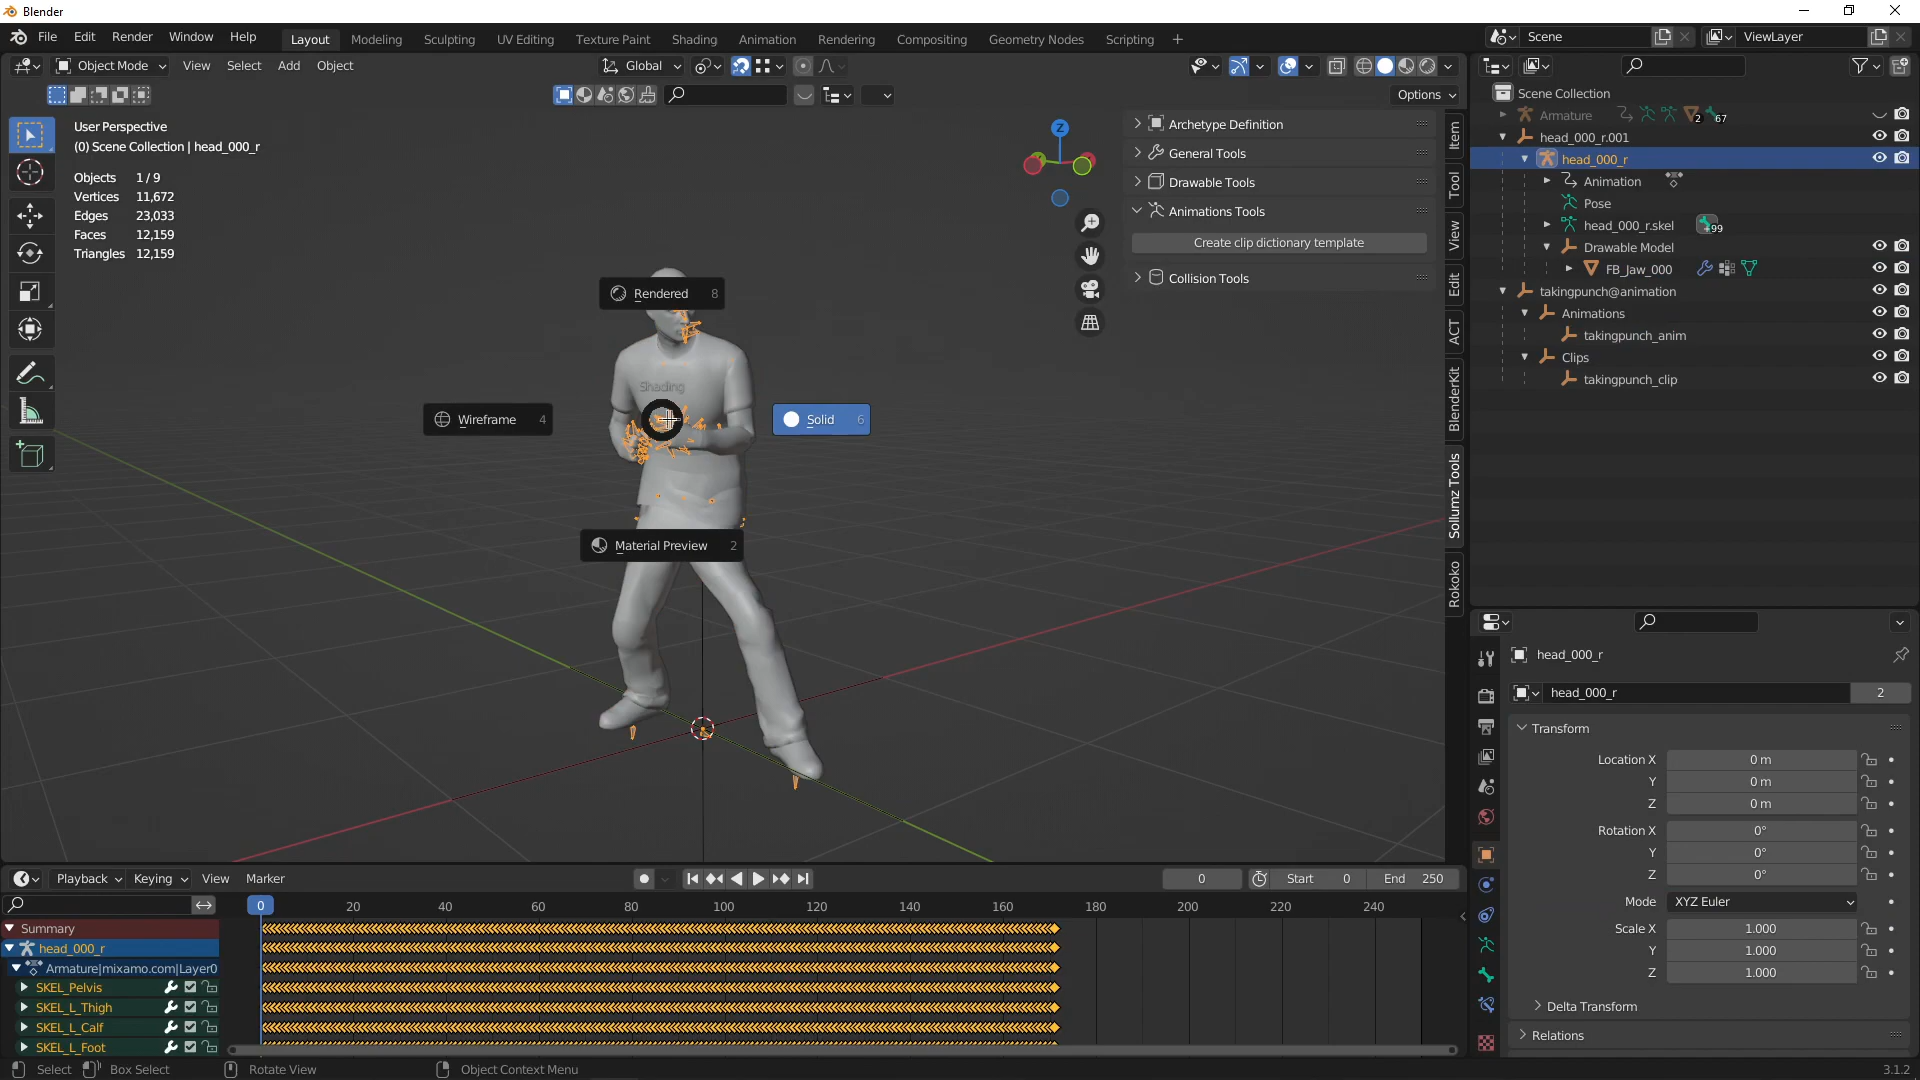 Blender
File Edit Render Window Help
Layout Modeling Sculpting UV Editing Texture Paint Shading Animation Rendering Compositing Geometry Nodes Scripting +
Scene
ViewLayer
Object Mode View Select Add Object
Global
Options
User Perspective
(0) Scene Collection | head_000_r
Objects 1/9
Vertices 11,672
Edges 23,033
Faces 12,159
Triangles 12,159
Z
Archetype Definition
General Tools
Drawable Tools
Animations Tools
Create clip dictionary template
Collision Tools
Item
Tool
View
Edit
ACT
BlenderKit
Sollumz Tools
Rokoko
Rendered 8
Shading
Wireframe 4
Solid 6
Material Preview 2
Scene Collection
Armature 2 67
head_000_r.001
head_000_r
Animation
Pose
head_000_r.skel 99
Drawable Model
FB_Jaw_000
takingpunch@animation
Animations
takingpunch_anim
Clips
takingpunch_clip
head_000_r
head_000_r 2
Transform
Location X 0 m
Y 0 m
Z 0 m
Rotation X 0°
Y 0°
Z 0°
Mode XYZ Euler
Scale X 1.000
Y 1.000
Z 1.000
Delta Transform
Relations
Playback Keying View Marker
0 Start 0 End 250
0 20 40 60 80 100 120 140 160 180 200 220 240
Summary
head_000_r
Armature|mixamo.com|Layer0
SKEL_Pelvis
SKEL_L_Thigh
SKEL_L_Calf
SKEL_L_Foot
Select Box Select Rotate View Object Context Menu 3.1.2